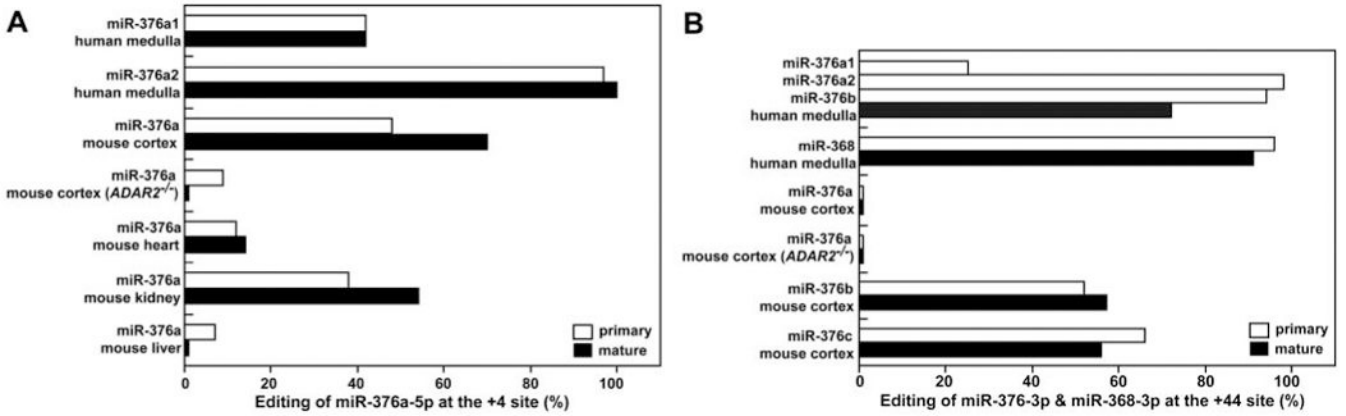 A
miR-376a1
human medulla
miR-376a2
human medulla
miR-376a
mouse cortex
miR-376a
mouse cortex (ADAR2-/-)
miR-376a
mouse heart
miR-376a
mouse kidney
miR-376a
mouse liver
primary
mature
0 20 40 60 80 100
Editing of miR-376a-5p at the +4 site (%)
B
miR-376a1
miR-376a2
miR-376b
human medulla
miR-368
human medulla
miR-376a
mouse cortex
miR-376a
mouse cortex (ADAR2-/-)
miR-376b
mouse cortex
miR-376c
mouse cortex
primary
mature
0 20 40 60 80 100
Editing of miR-376-3p & miR-368-3p at the +44 site (%)